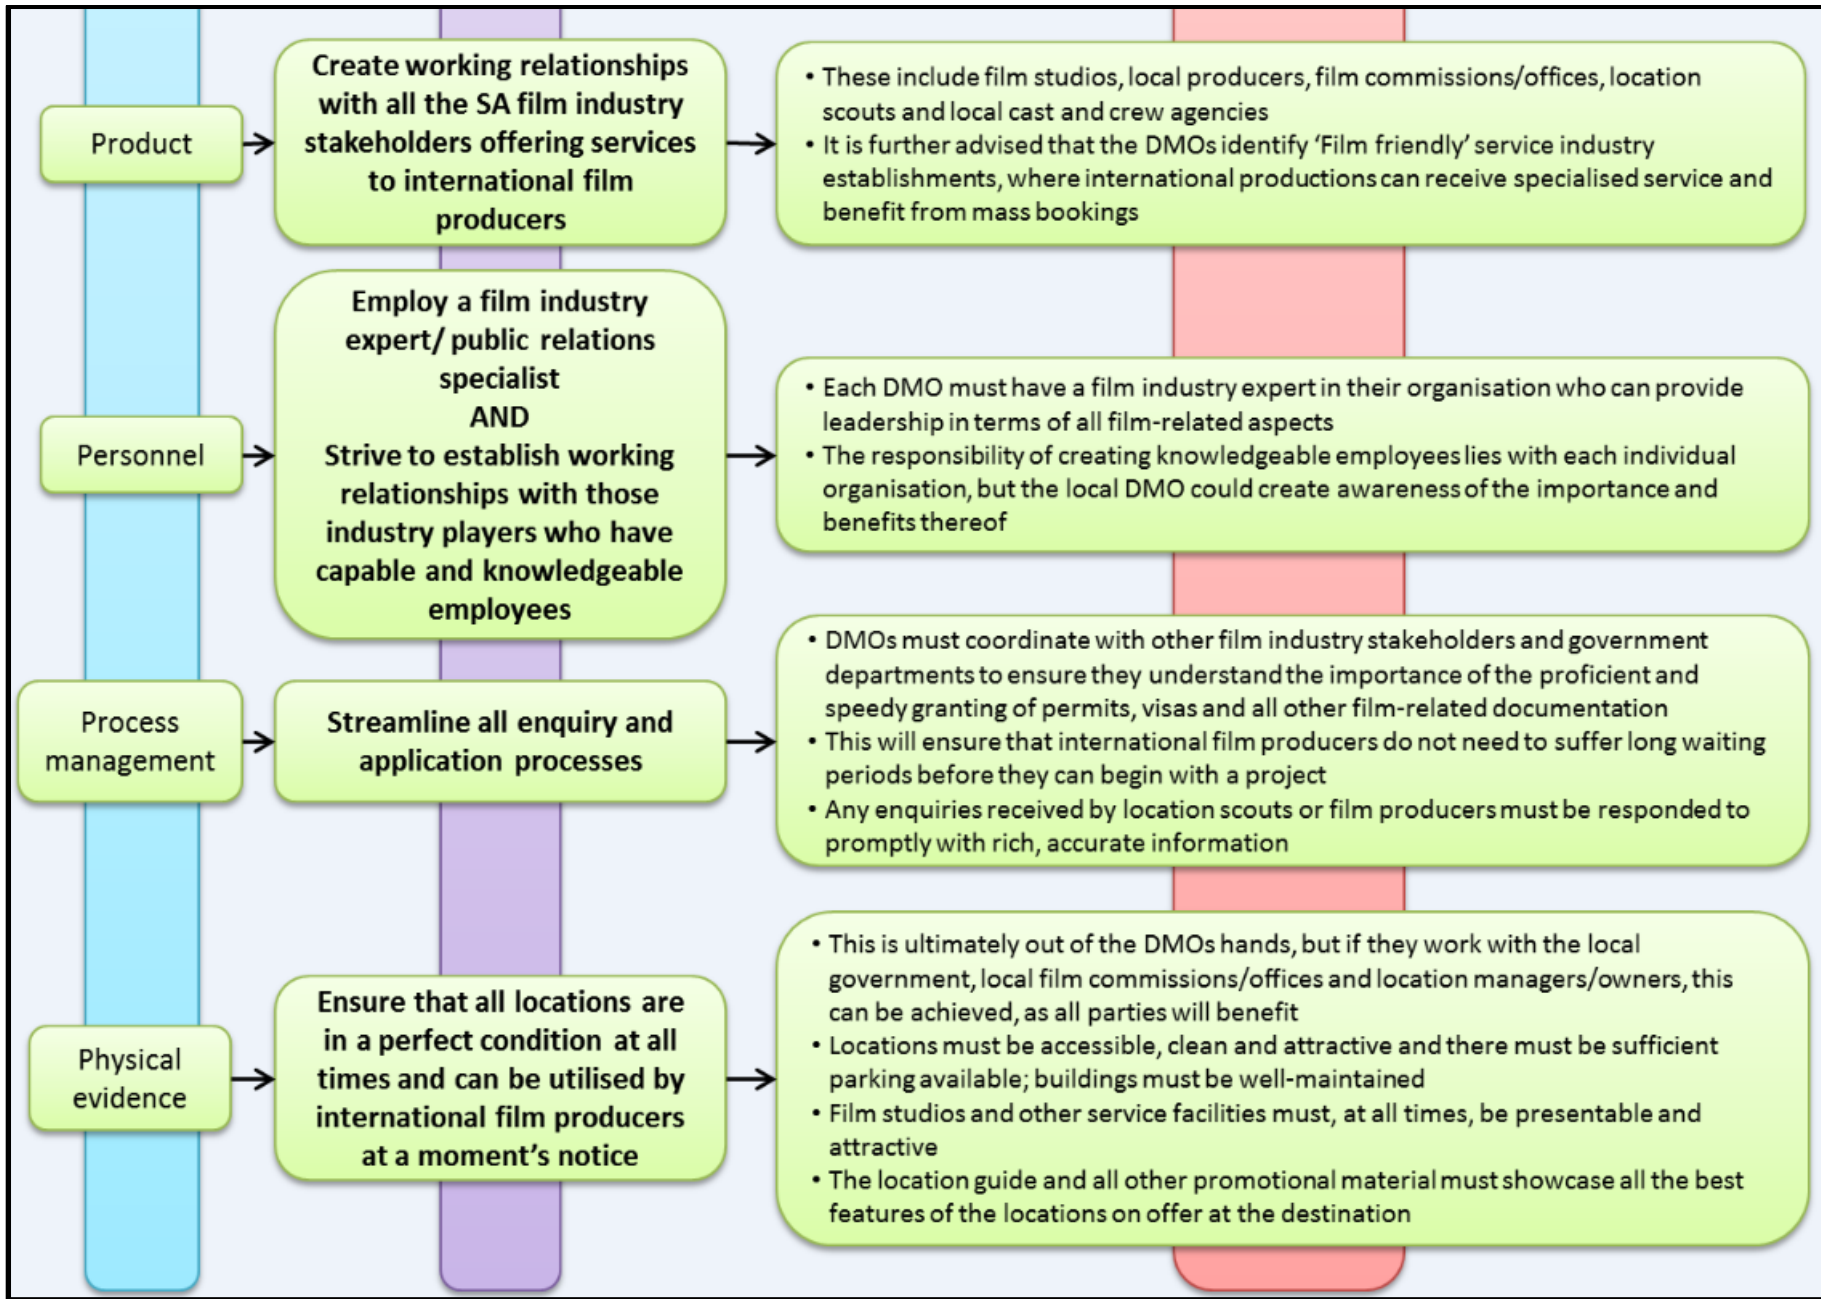 Product
Create working relationships
with all the SA film industry
stakeholders offering services
to international film
producers
• These include film studios, local producers, film commissions/offices, location
scouts and local cast and crew agencies
• It is further advised that the DMOs identify ‘Film friendly’ service industry
establishments, where international productions can receive specialised service and
benefit from mass bookings
Personnel
Employ a film industry
expert/ public relations
specialist
AND
Strive to establish working
relationships with those
industry players who have
capable and knowledgeable
employees
• Each DMO must have a film industry expert in their organisation who can provide
leadership in terms of all film-related aspects
• The responsibility of creating knowledgeable employees lies with each individual
organisation, but the local DMO could create awareness of the importance and
benefits thereof
Process
management
Streamline all enquiry and
application processes
• DMOs must coordinate with other film industry stakeholders and government
departments to ensure they understand the importance of the proficient and
speedy granting of permits, visas and all other film-related documentation
• This will ensure that international film producers do not need to suffer long waiting
periods before they can begin with a project
• Any enquiries received by location scouts or film producers must be responded to
promptly with rich, accurate information
Physical
evidence
Ensure that all locations are
in a perfect condition at all
times and can be utilised by
international film producers
at a moment’s notice
• This is ultimately out of the DMOs hands, but if they work with the local
government, local film commissions/offices and location managers/owners, this
can be achieved, as all parties will benefit
• Locations must be accessible, clean and attractive and there must be sufficient
parking available; buildings must be well-maintained
• Film studios and other service facilities must, at all times, be presentable and
attractive
• The location guide and all other promotional material must showcase all the best
features of the locations on offer at the destination